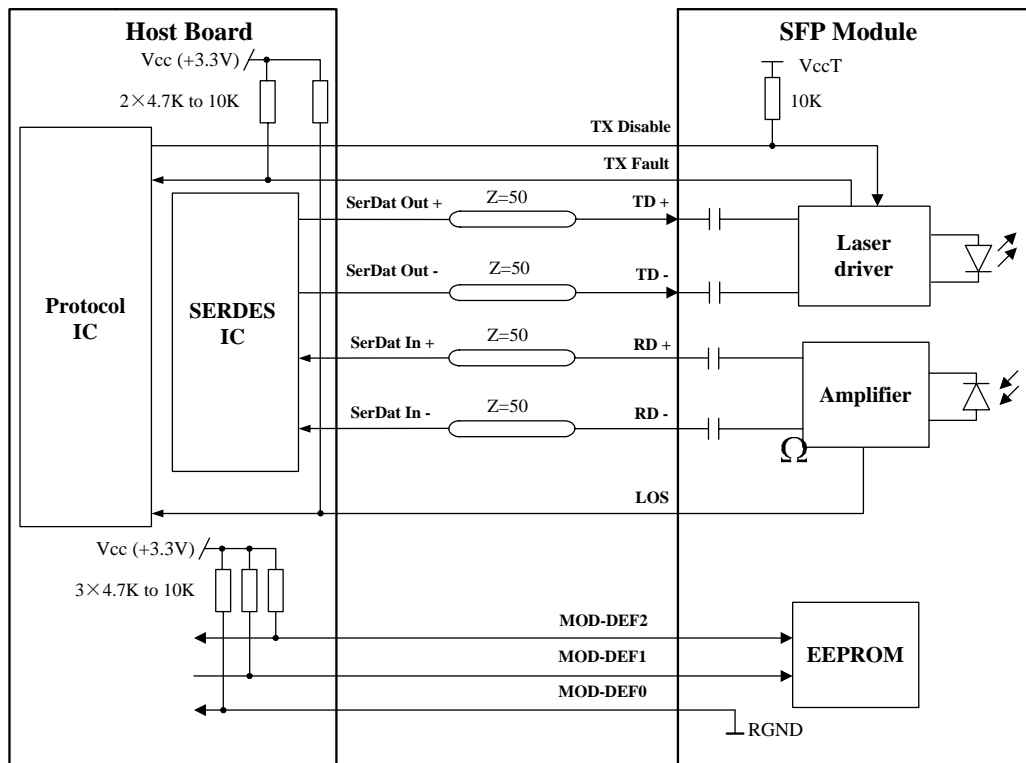 Host Board
SFP Module
Vcc (+3.3V)
VccT
2×4.7K to 10K
10K
TX Disable
TX Fault
SerDat Out +
Z=50
TD +
Laser
driver
SerDat Out -
Z=50
TD -
Protocol
IC
SERDES
IC
SerDat In +
Z=50
RD +
Amplifier
SerDat In -
Z=50
RD -
Ω
LOS
Vcc (+3.3V)
3×4.7K to 10K
MOD-DEF2
EEPROM
MOD-DEF1
MOD-DEF0
RGND